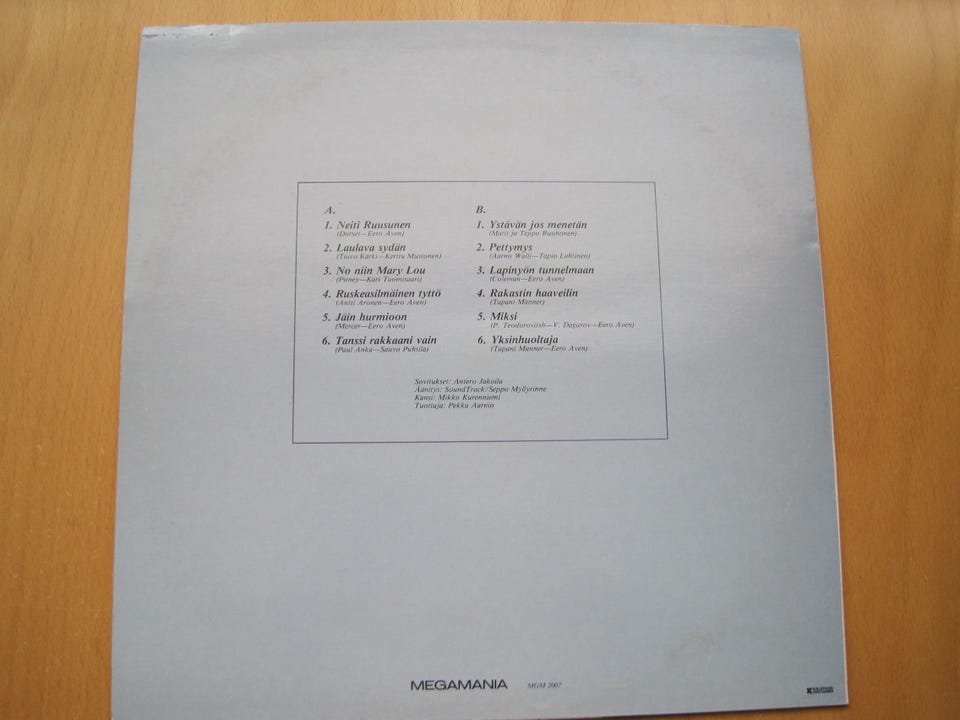 A.
1. Neiti Ruusunen
(Dorset—Eero Aven)
2. Laulava sydän
(Toivo Kärki—Kerttu Mustonen)
3. No niin Mary Lou
(Pitney—Kari Tuomisaari)
4. Ruskeasilmäinen tyttö
(Antti Aronen—Eero Aven)
5. Jäin hurmioon
(Mercer—Eero Aven)
6. Tanssi rakkaani vain
(Paul Anka—Sauvo Puhtila)
B.
1. Ystävän jos menetän
(Matti ja Teppo Ruohonen)
2. Pettymys
(Aarno Walli—Tapio Lahtinen)
3. Lapinyön tunnelmaan
(Coleman—Eero Aven)
4. Rakastin haaveilin
(Tapani Manner)
5. Miksi
(P. Teodorovitsh—V. Dagurov—Eero Aven)
6. Yksinhuoltaja
(Tapani Manner—Eero Aven)
Sovitukset: Antero Jakoila
Äänitys: SoundTrack/Seppo Myllyrinne
Kansi: Mikko Kurenniemi
Tuottaja: Pekka Aarnio
MEGAMANIA MGM 2007